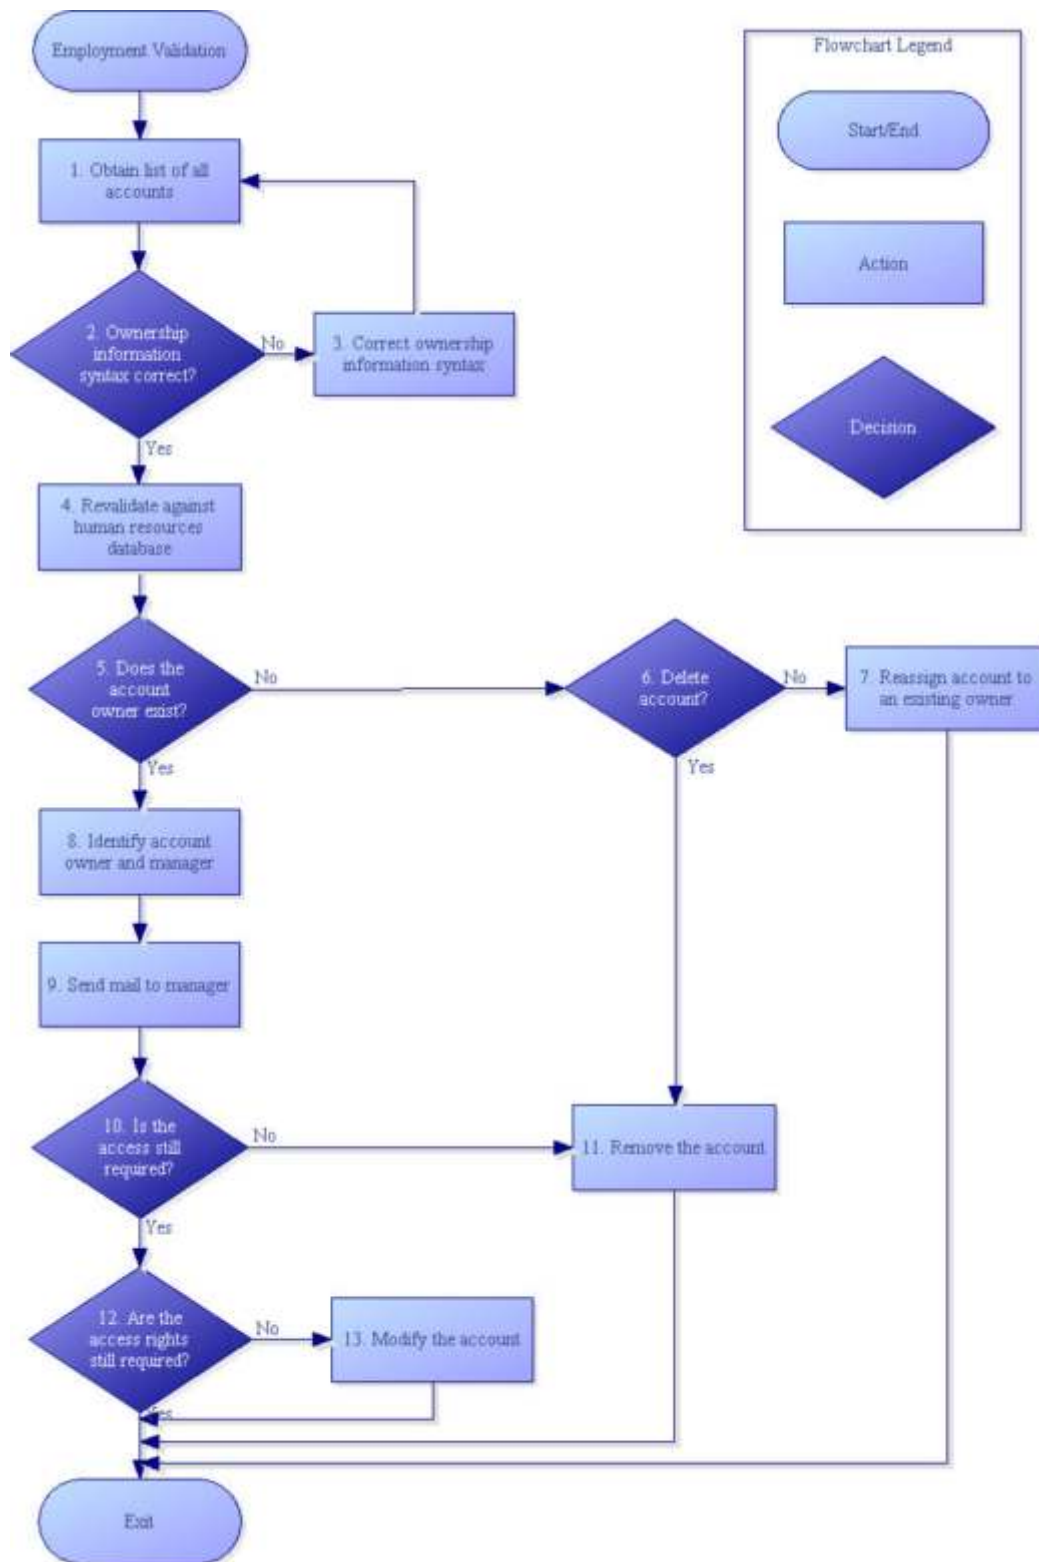 Employment Validation
Flowchart Legend
Start/End
1. Obtain list of all
accounts
Action
2. Ownership
information
syntax correct?
No
3. Correct ownership
information syntax
Decision
Yes
4. Revalidate against
human resources
database
5. Does the
account
owner exist?
No
6. Delete
account?
No
7. Reassign account to
an existing owner
Yes
Yes
8. Identify account
owner and manager
9. Send mail to manager
10. Is the
access still
required?
No
11. Remove the account
Yes
12. Are the
access rights
still required?
No
13. Modify the account
Yes
Exit